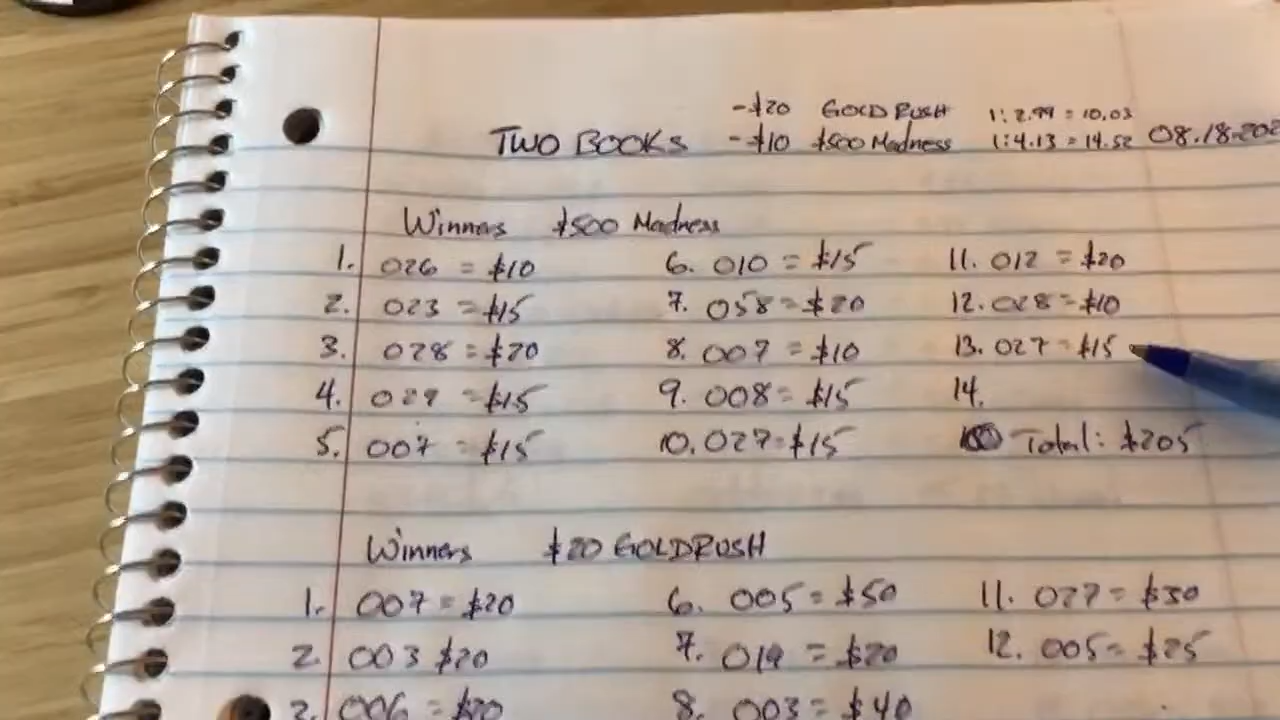 -$20 GOLD RUSH 1:2.99 = 10.03
TWO BOOKS -$10 $500 Madness 1:4.13 = 14.52 08.18.202
Winners $500 Madness
1. 026 = $10 6. 010 = $15 11. 012 = $20
2. 023 = $15 7. 058 = $20 12. 028 = $10
3. 028 = $20 8. 007 = $10 13. 027 = $15
4. 029 = $15 9. 008 = $15 14.
5. 007 = $15 10. 027 = $15 Total: $205
Winners $20 GOLDRUSH
1. 007 = $20 6. 005 = $50 11. 027 = $30
2. 003 $20 7. 019 = $20 12. 005 = $25
3. 006 = $20 8. 003 = $40